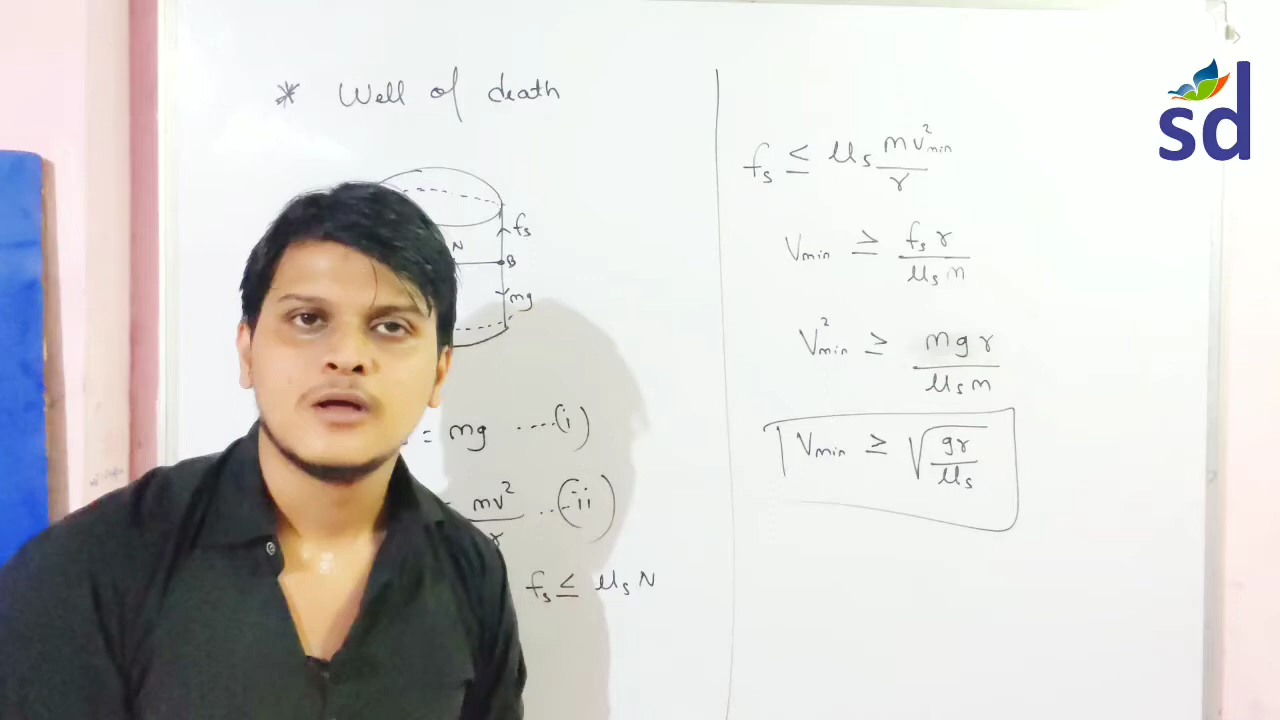 * Well of death
fs
N
B
mg
= mg ----(i)
= mv²/r ..(ii)
fs ≤ μs N
fs ≤ μs mv²min/r
Vmin ≥ fs r/μs m
V²min ≥ mgr/μs m
Vmin ≥ √gr/μs
sd